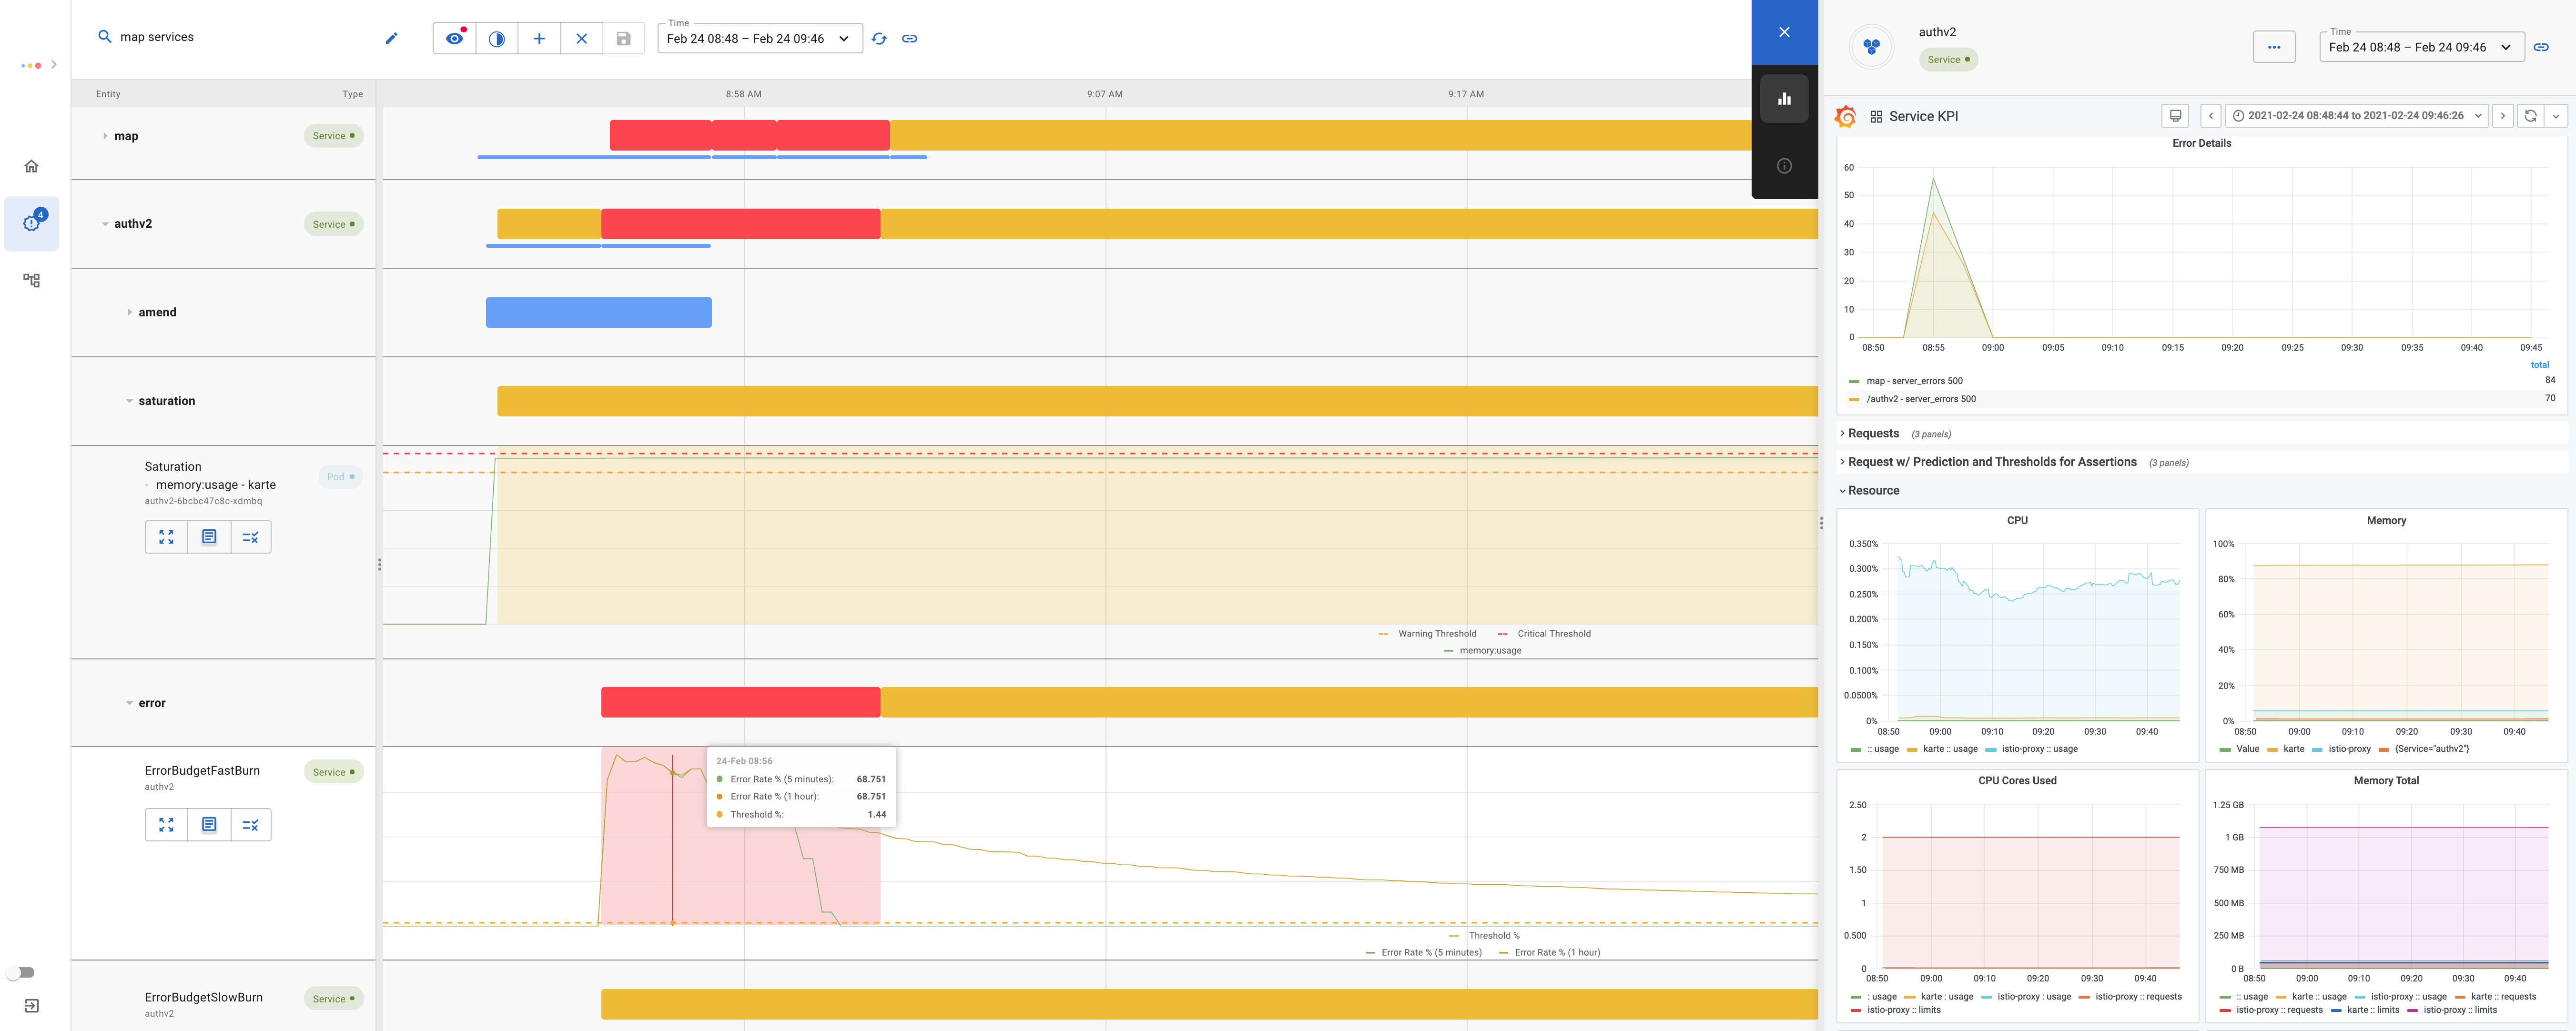 map services
Time
Feb 24 08:48 – Feb 24 09:46
4
Entity
Type
8:58 AM
9:07 AM
9:17 AM
map
Service
authv2
Service
amend
saturation
Saturation
memory:usage - karte
authv2-6bcbc47c8c-xdmbq
Pod
Warning Threshold
Critical Threshold
memory:usage
error
ErrorBudgetFastBurn
authv2
Service
24-Feb 08:56
Error Rate % (5 minutes): 68.751
Error Rate % (1 hour): 68.751
Threshold %: 1.44
Threshold %
Error Rate % (5 minutes)
Error Rate % (1 hour)
ErrorBudgetSlowBurn
authv2
Service
authv2
Service
Time
Feb 24 08:48 – Feb 24 09:46
Service KPI
2021-02-24 08:48:44 to 2021-02-24 09:46:26
Error Details
60
50
40
30
20
10
0
08:50 08:55 09:00 09:05 09:10 09:15 09:20 09:25 09:30 09:35 09:40 09:45
total
map - server_errors 500 84
/authv2 - server_errors 500 70
Requests (3 panels)
Request w/ Prediction and Thresholds for Assertions (3 panels)
Resource
CPU
0.350%
0.300%
0.250%
0.200%
0.150%
0.100%
0.0500%
0%
08:50 09:00 09:10 09:20 09:30 09:40
:: usage karte :: usage istio-proxy :: usage
Memory
100%
80%
60%
40%
20%
0%
08:50 09:00 09:10 09:20 09:30 09:40
Value karte istio-proxy {Service="authv2"}
CPU Cores Used
2.50
2
1.50
1
0.500
0
08:50 09:00 09:10 09:20 09:30 09:40
: usage karte : usage istio-proxy : usage istio-proxy :: requests
istio-proxy :: limits
Memory Total
1.25 GB
1 GB
750 MB
500 MB
250 MB
0 B
08:50 09:00 09:10 09:20 09:30 09:40
:: usage karte :: usage istio-proxy :: usage karte :: requests
istio-proxy :: requests karte :: limits istio-proxy :: limits